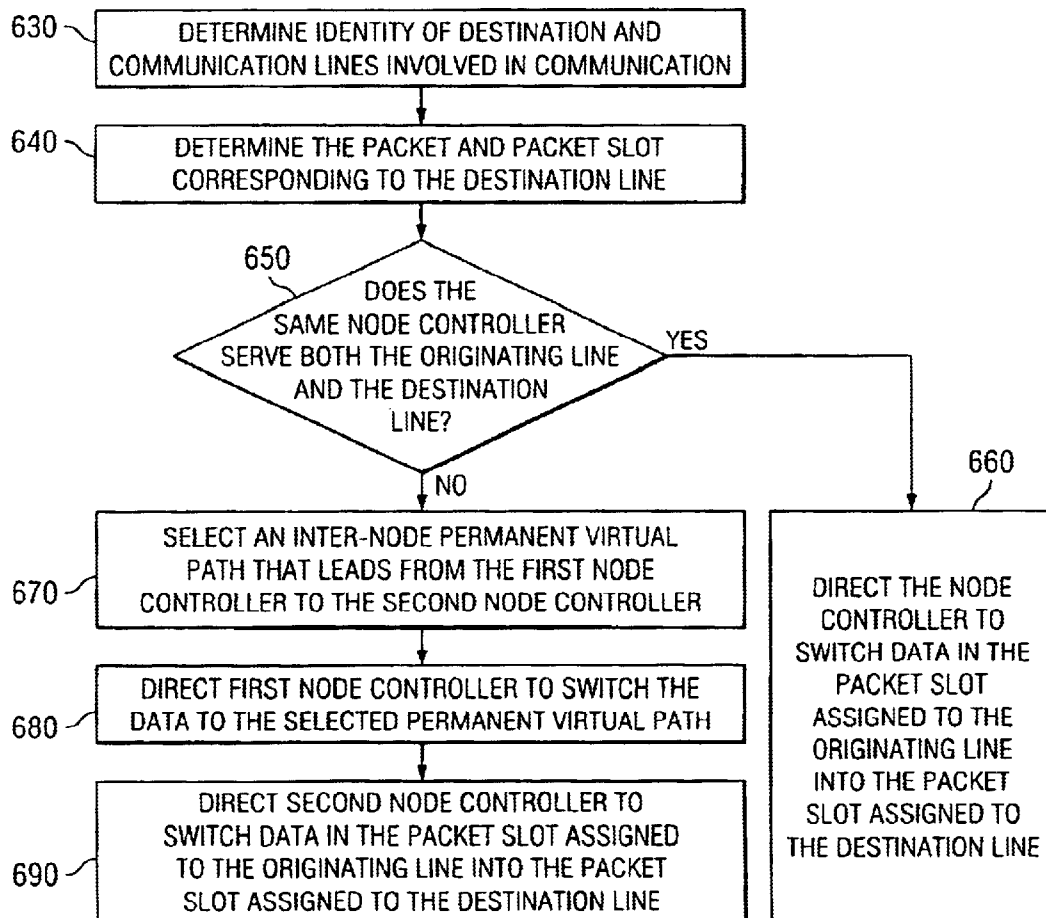 630
DETERMINE IDENTITY OF DESTINATION AND
COMMUNICATION LINES INVOLVED IN COMMUNICATION
640
DETERMINE THE PACKET AND PACKET SLOT
CORRESPONDING TO THE DESTINATION LINE
650
DOES THE
SAME NODE CONTROLLER
SERVE BOTH THE ORIGINATING LINE
AND THE DESTINATION
LINE?
YES
NO
660
DIRECT THE NODE
CONTROLLER TO
SWITCH DATA IN THE
PACKET SLOT
ASSIGNED TO THE
ORIGINATING LINE
INTO THE PACKET
SLOT ASSIGNED TO
THE DESTINATION LINE
670
SELECT AN INTER-NODE PERMANENT VIRTUAL
PATH THAT LEADS FROM THE FIRST NODE
CONTROLLER TO THE SECOND NODE CONTROLLER
680
DIRECT FIRST NODE CONTROLLER TO SWITCH THE
DATA TO THE SELECTED PERMANENT VIRTUAL PATH
690
DIRECT SECOND NODE CONTROLLER TO
SWITCH DATA IN THE PACKET SLOT ASSIGNED
TO THE ORIGINATING LINE INTO THE PACKET
SLOT ASSIGNED TO THE DESTINATION LINE